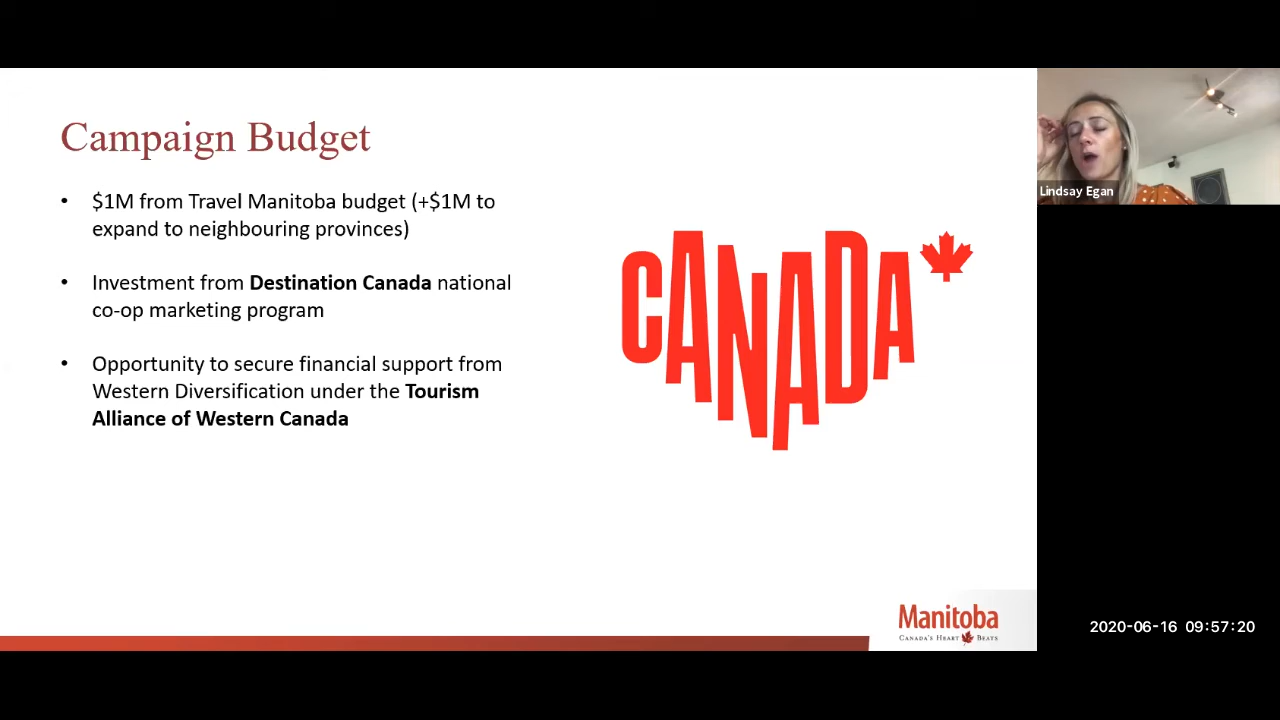 Campaign Budget
• $1M from Travel Manitoba budget (+$1M to
expand to neighbouring provinces)
• Investment from Destination Canada national
co-op marketing program
• Opportunity to secure financial support from
Western Diversification under the Tourism
Alliance of Western Canada
CANADA
Manitoba
CANADA'S HEART BEATS
Lindsay Egan
2020-06-16 09:57:20